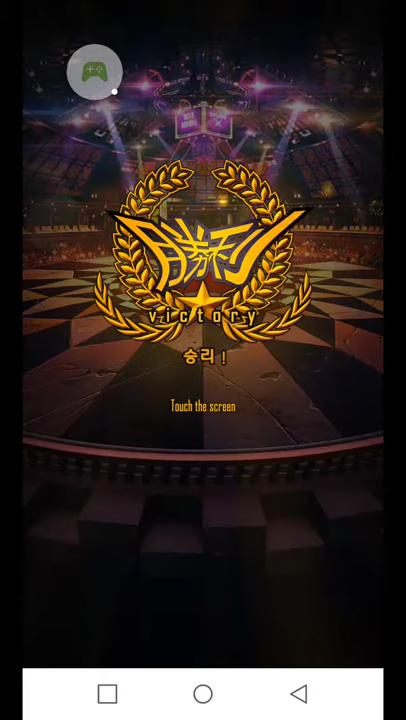 勝利
victory
승리!
Touch the screen